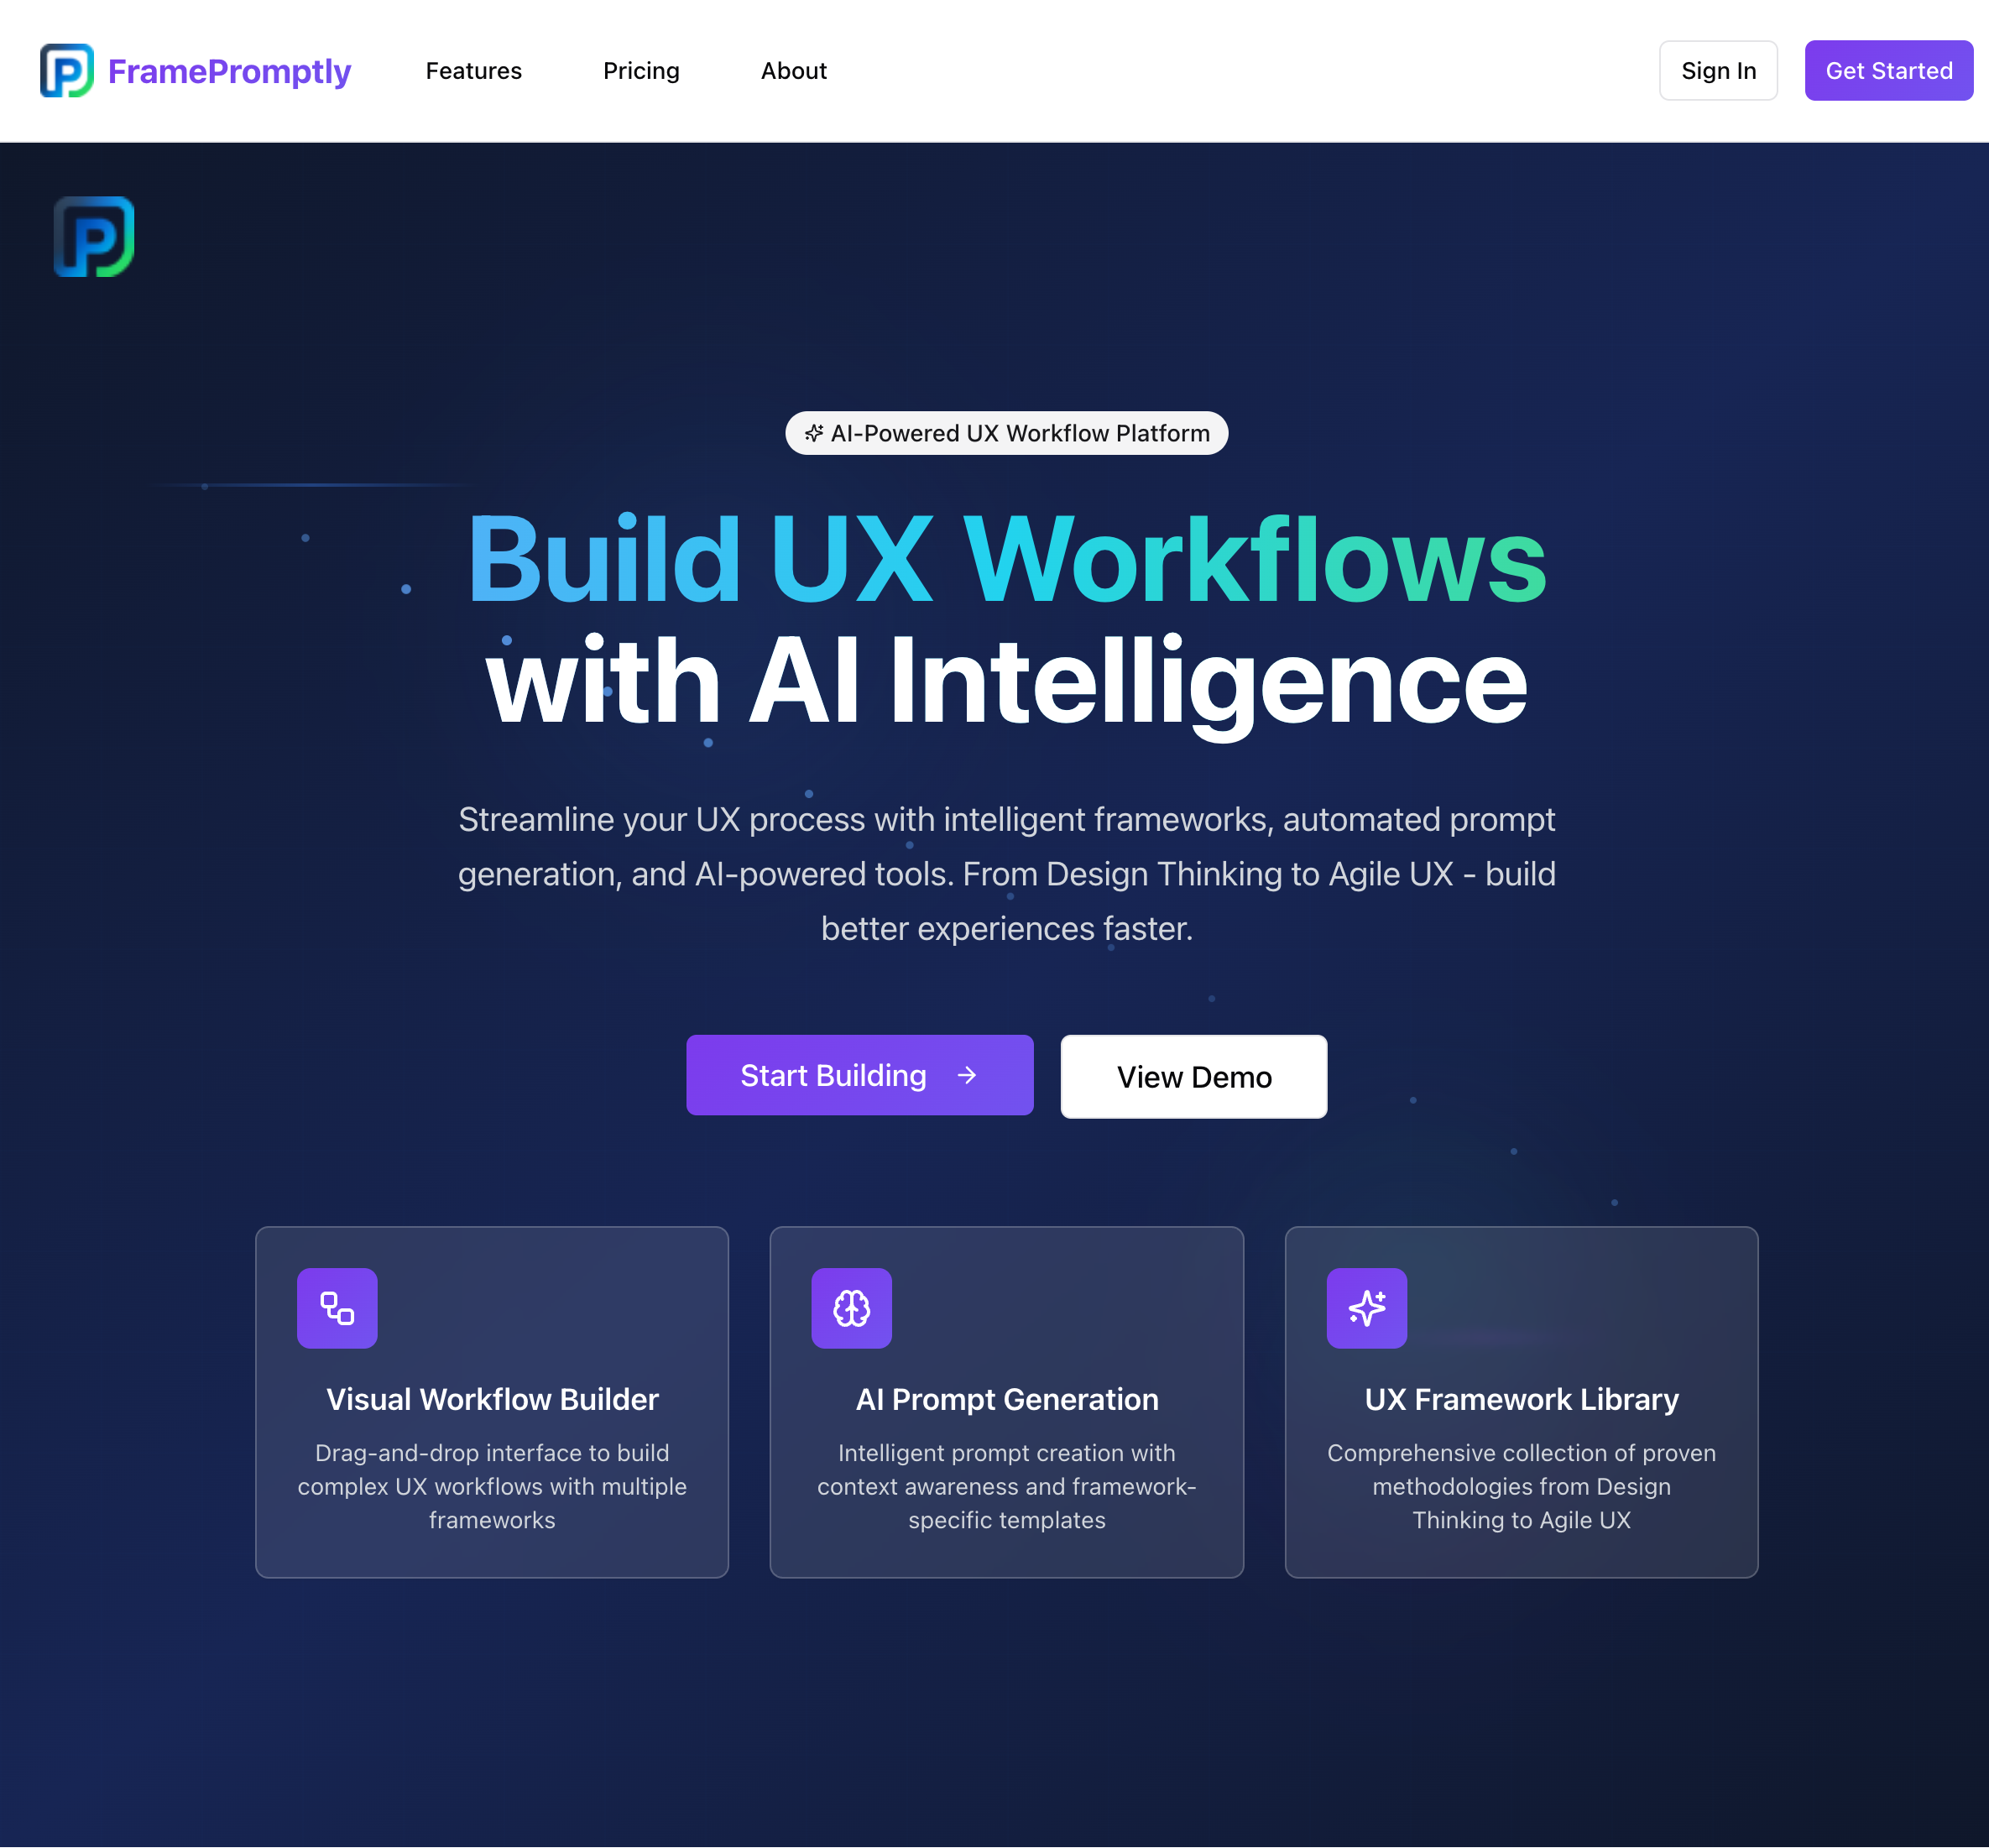 FramePromptly
Features
Pricing
About
Sign In
Get Started
AI-Powered UX Workflow Platform
Build UX Workflows
with AI Intelligence
Streamline your UX process with intelligent frameworks, automated prompt
generation, and AI-powered tools. From Design Thinking to Agile UX - build
better experiences faster.
Start Building
View Demo
Visual Workflow Builder
Drag-and-drop interface to build
complex UX workflows with multiple
frameworks
AI Prompt Generation
Intelligent prompt creation with
context awareness and framework-
specific templates
UX Framework Library
Comprehensive collection of proven
methodologies from Design
Thinking to Agile UX